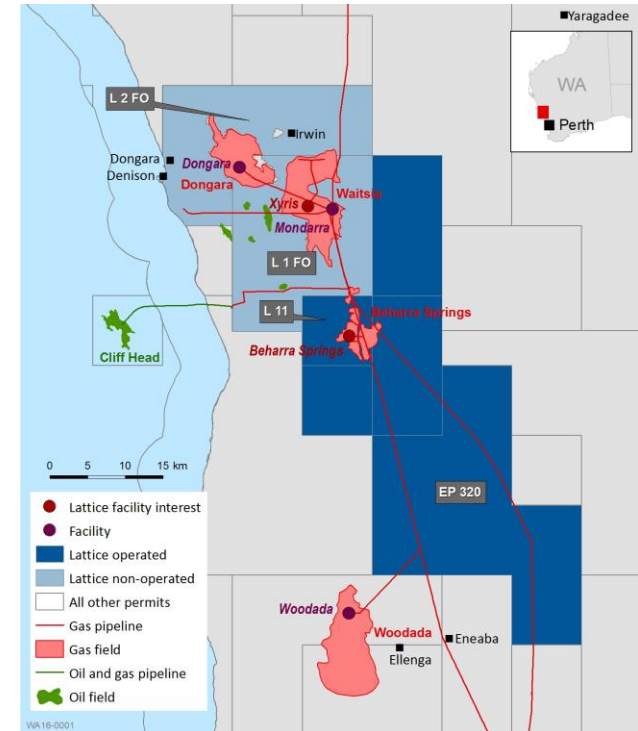 Yaragadee
WA
Perth
L 2 FO
Irwin
Dongara
Denison
Dongara
Dongara
Waitsia
Xyris
Mondarra
L 1 FO
L 11
Beharra Springs
Beharra Springs
Cliff Head
0 5 10 15 km
EP 320
Lattice facility interest
Facility
Lattice operated
Lattice non-operated
All other permits
Gas pipeline
Gas field
Oil and gas pipeline
Oil field
Woodada
Woodada
Eneaba
Ellenga
WA16-0001